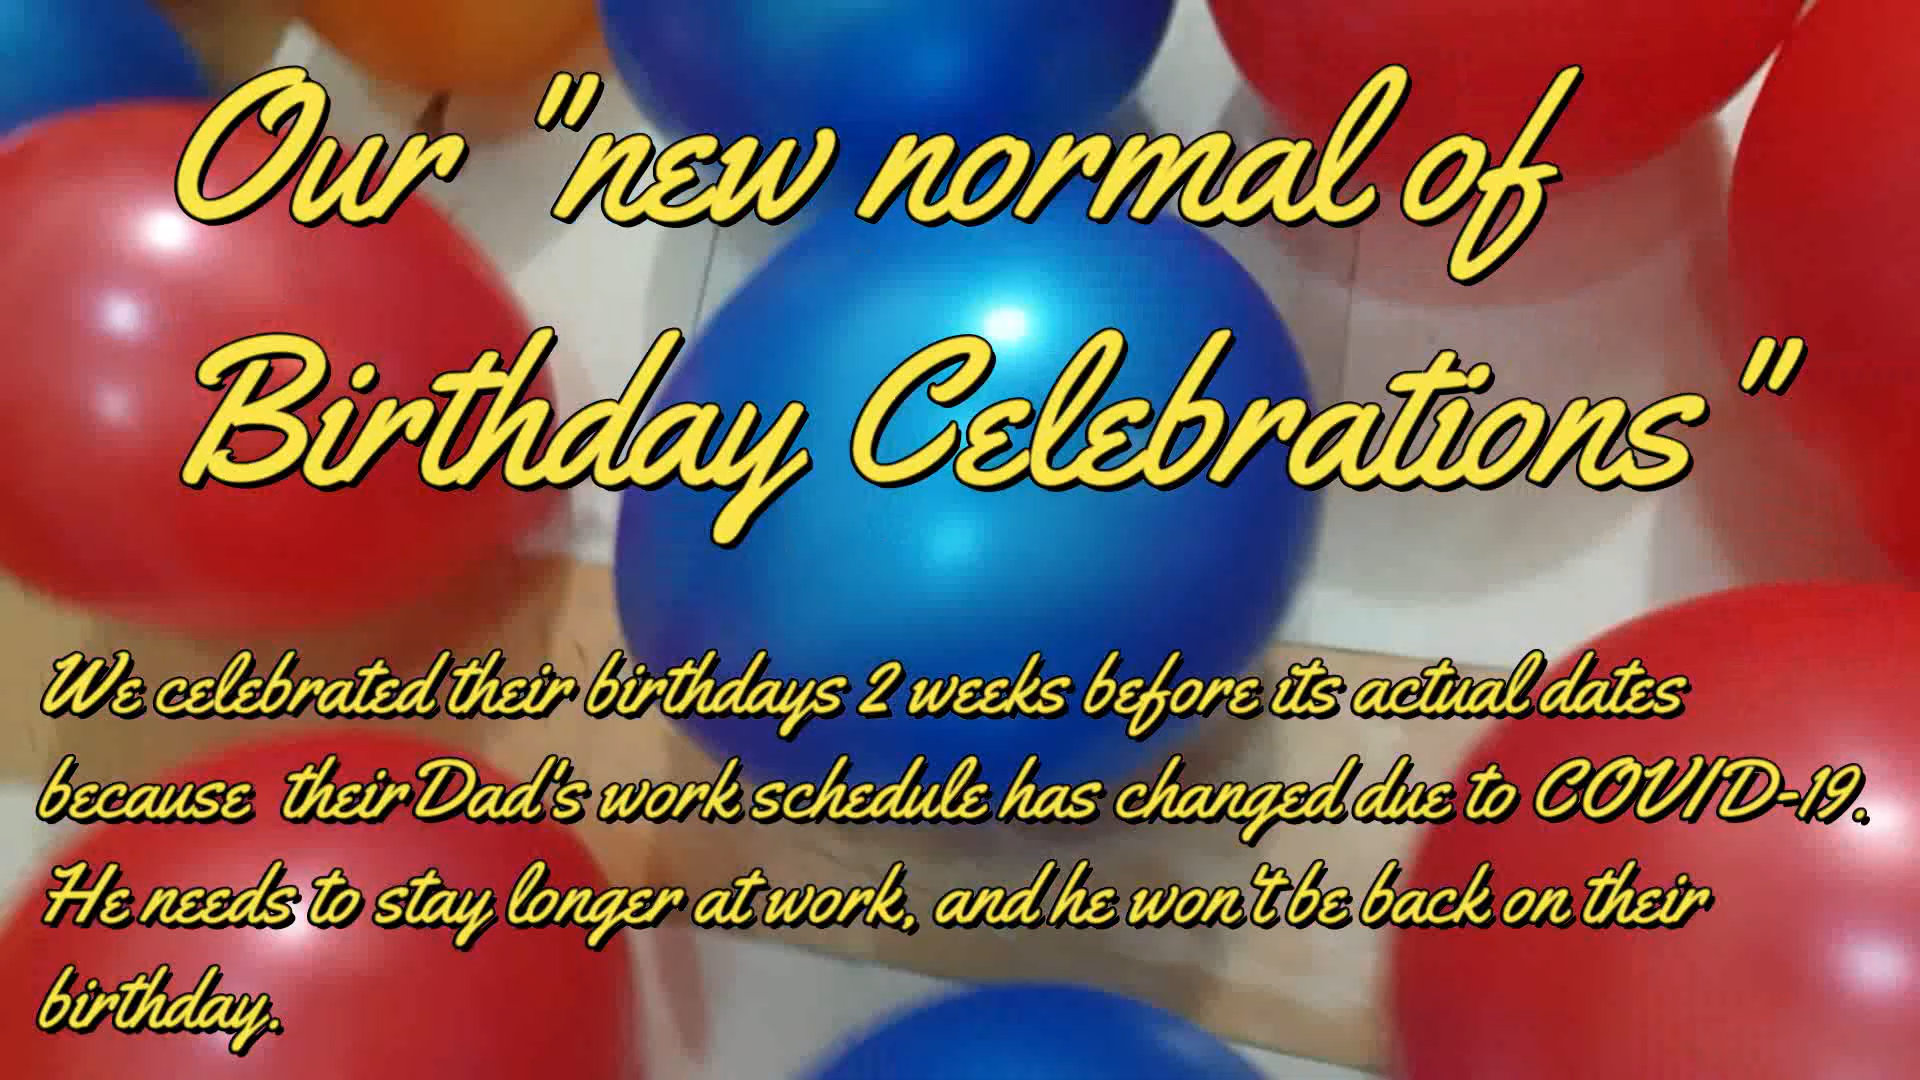 Our "new normal of
Birthday Celebrations"
We celebrated their birthdays 2 weeks before its actual dates
because their Dad's work schedule has changed due to COVID-19.
He needs to stay longer at work, and he won't be back on their
birthday.